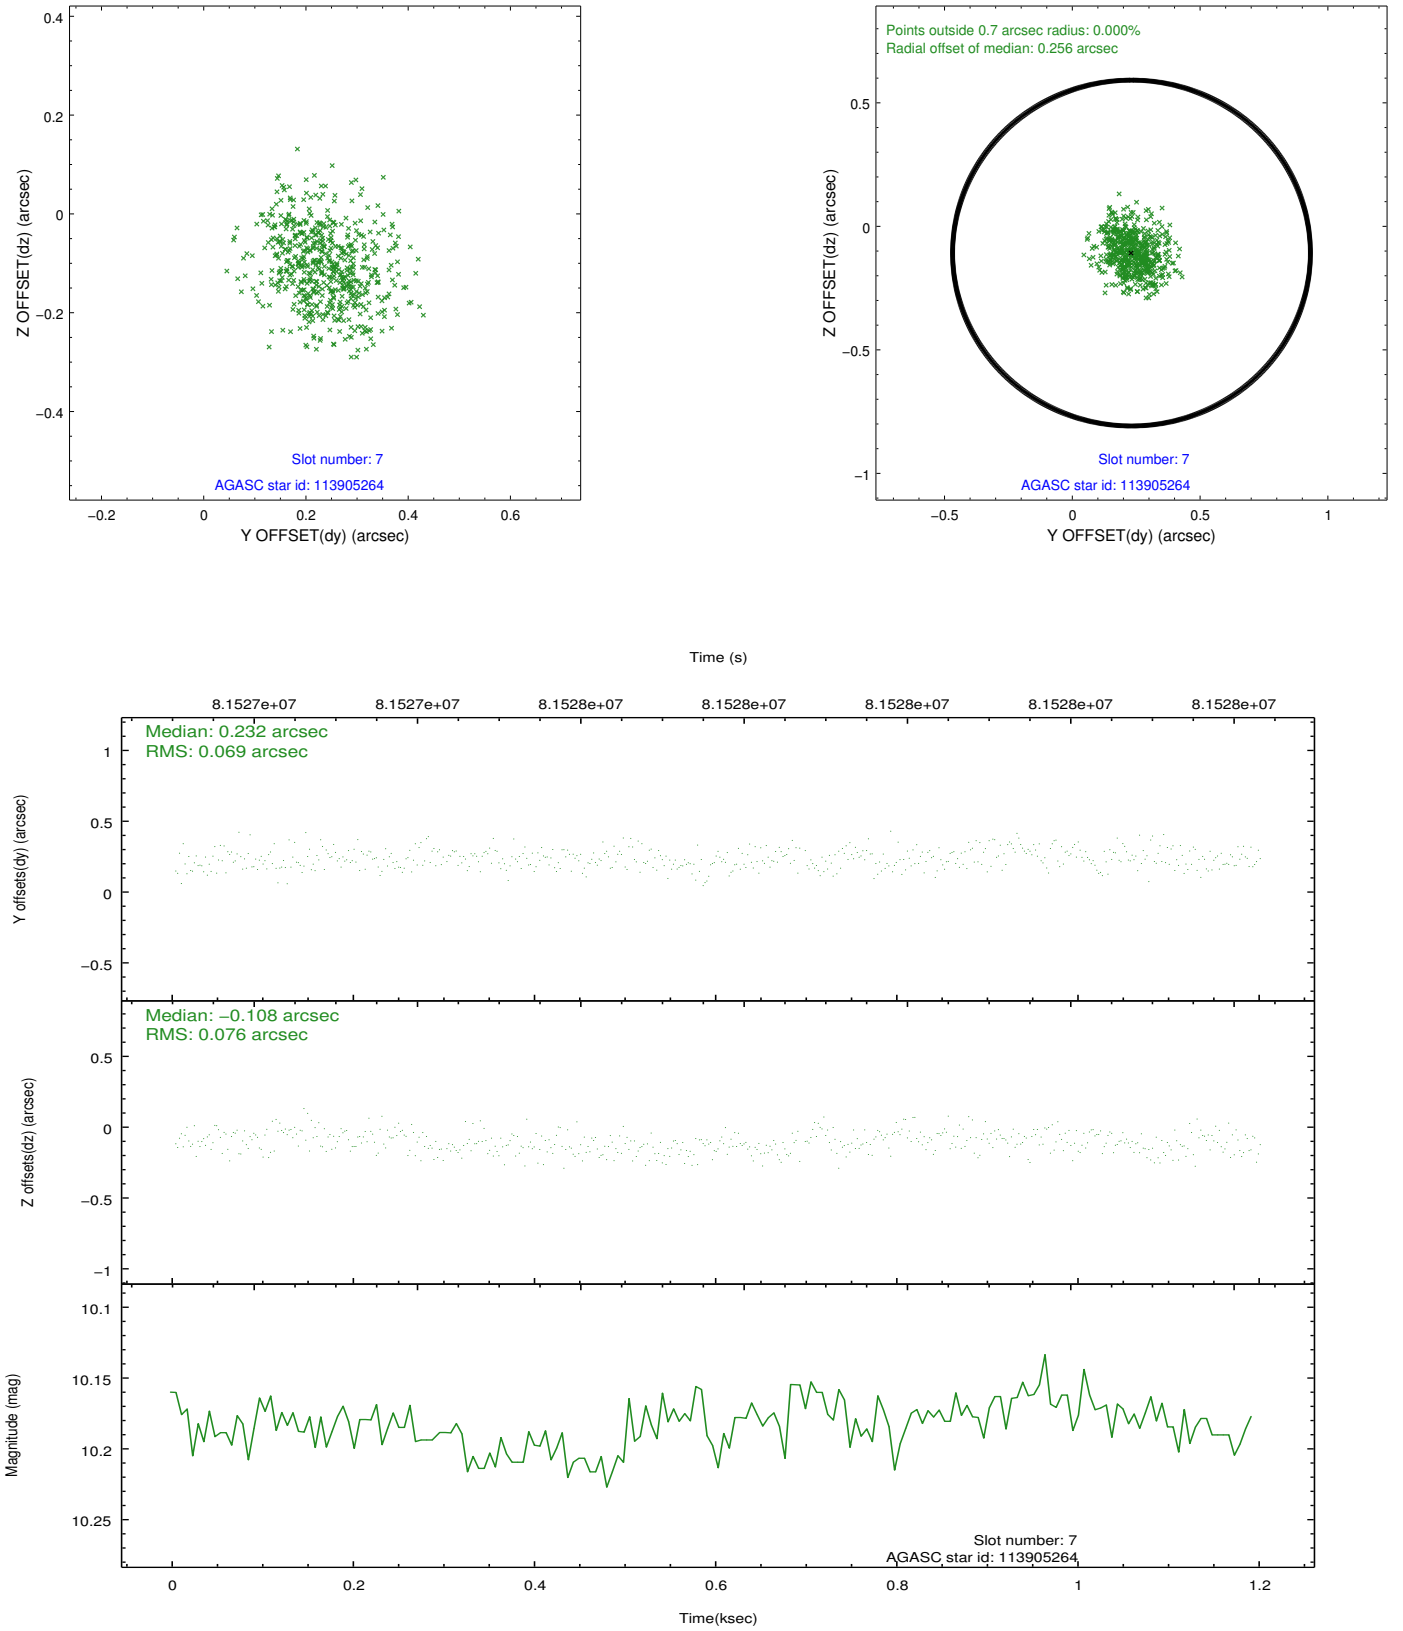 0.4
0.2
0
−0.2
−0.4
Z OFFSET(dz) (arcsec)
Slot number: 7
AGASC star id: 113905264
−0.2 0 0.2 0.4 0.6
Y OFFSET(dy) (arcsec)
Points outside 0.7 arcsec radius: 0.000%
Radial offset of median: 0.256 arcsec
0.5
0
−0.5
−1
Z OFFSET(dz) (arcsec)
Slot number: 7
AGASC star id: 113905264
−0.5 0 0.5 1
Y OFFSET(dy) (arcsec)
Time (s)
8.1527e+07 8.1527e+07 8.1528e+07 8.1528e+07 8.1528e+07 8.1528e+07 8.1528e+07
Median: 0.232 arcsec
RMS: 0.069 arcsec
1
0.5
0
−0.5
Y offsets(dy) (arcsec)
Median: −0.108 arcsec
RMS: 0.076 arcsec
0.5
0
−0.5
−1
Z offsets(dz) (arcsec)
10.1
10.15
10.2
10.25
Magnitude (mag)
Slot number: 7
AGASC star id: 113905264
0 0.2 0.4 0.6 0.8 1 1.2
Time(ksec)